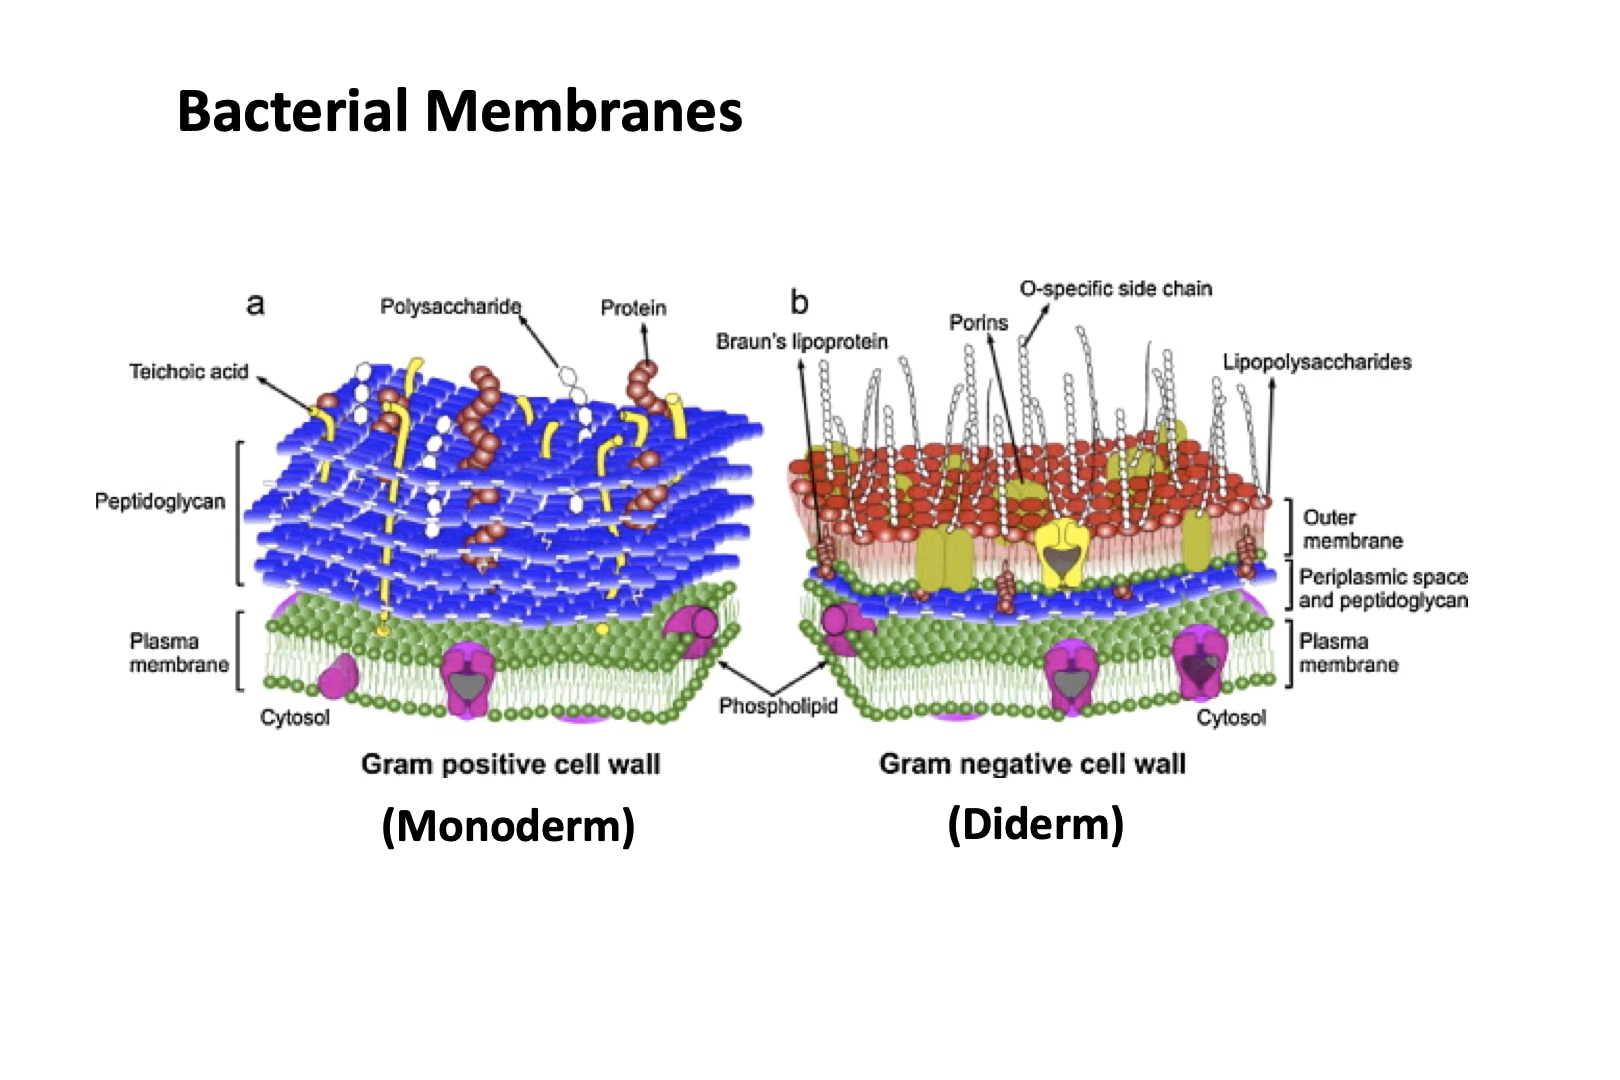 Bacterial Membranes
a
Polysaccharide
Protein
Teichoic acid
Peptidoglycan
Plasma
membrane
Cytosol
Phospholipid
Gram positive cell wall
(Monoderm)
b
O-specific side chain
Porins
Braun's lipoprotein
Lipopolysaccharides
Outer
membrane
Periplasmic space
and peptidoglycan
Plasma
membrane
Cytosol
Gram negative cell wall
(Diderm)